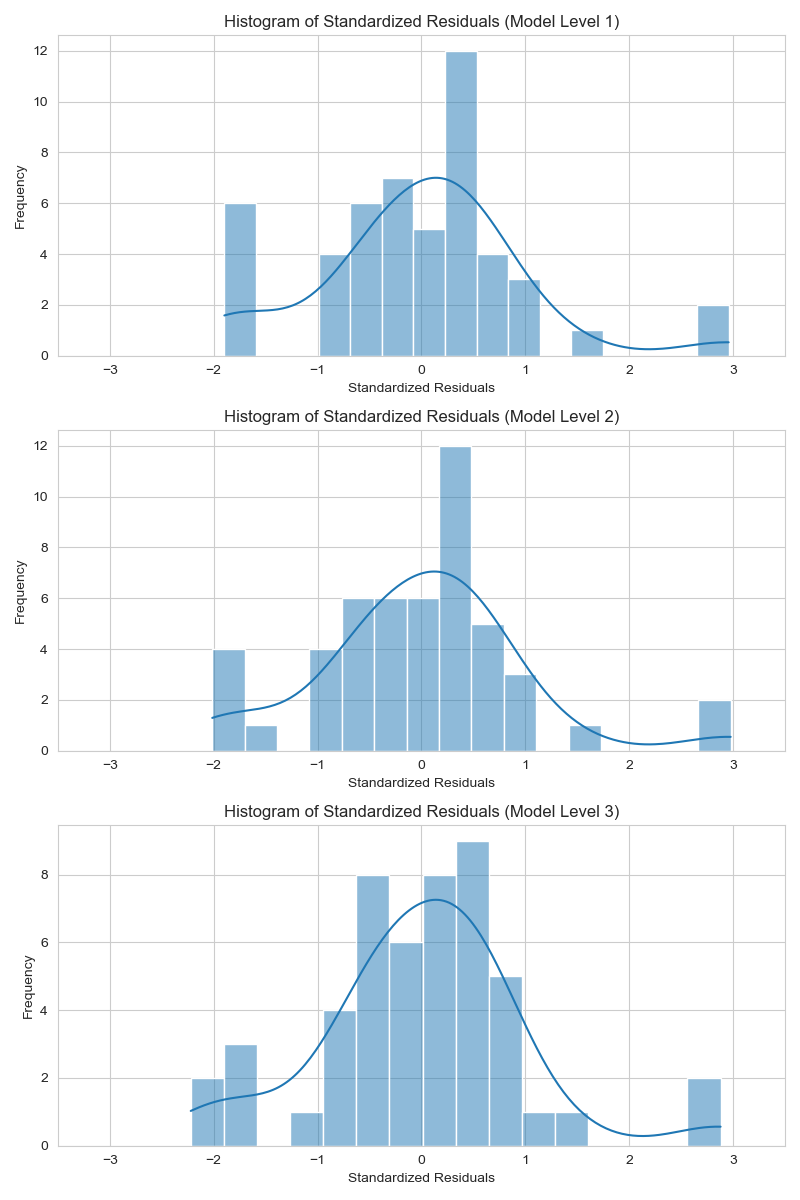 Histogram of Standardized Residuals (Model Level 1)
12
10
8
6
4
2
0
Frequency
−3 −2 −1 0 1 2 3
Standardized Residuals
Histogram of Standardized Residuals (Model Level 2)
12
10
8
6
4
2
0
Frequency
−3 −2 −1 0 1 2 3
Standardized Residuals
Histogram of Standardized Residuals (Model Level 3)
8
6
4
2
0
Frequency
−3 −2 −1 0 1 2 3
Standardized Residuals